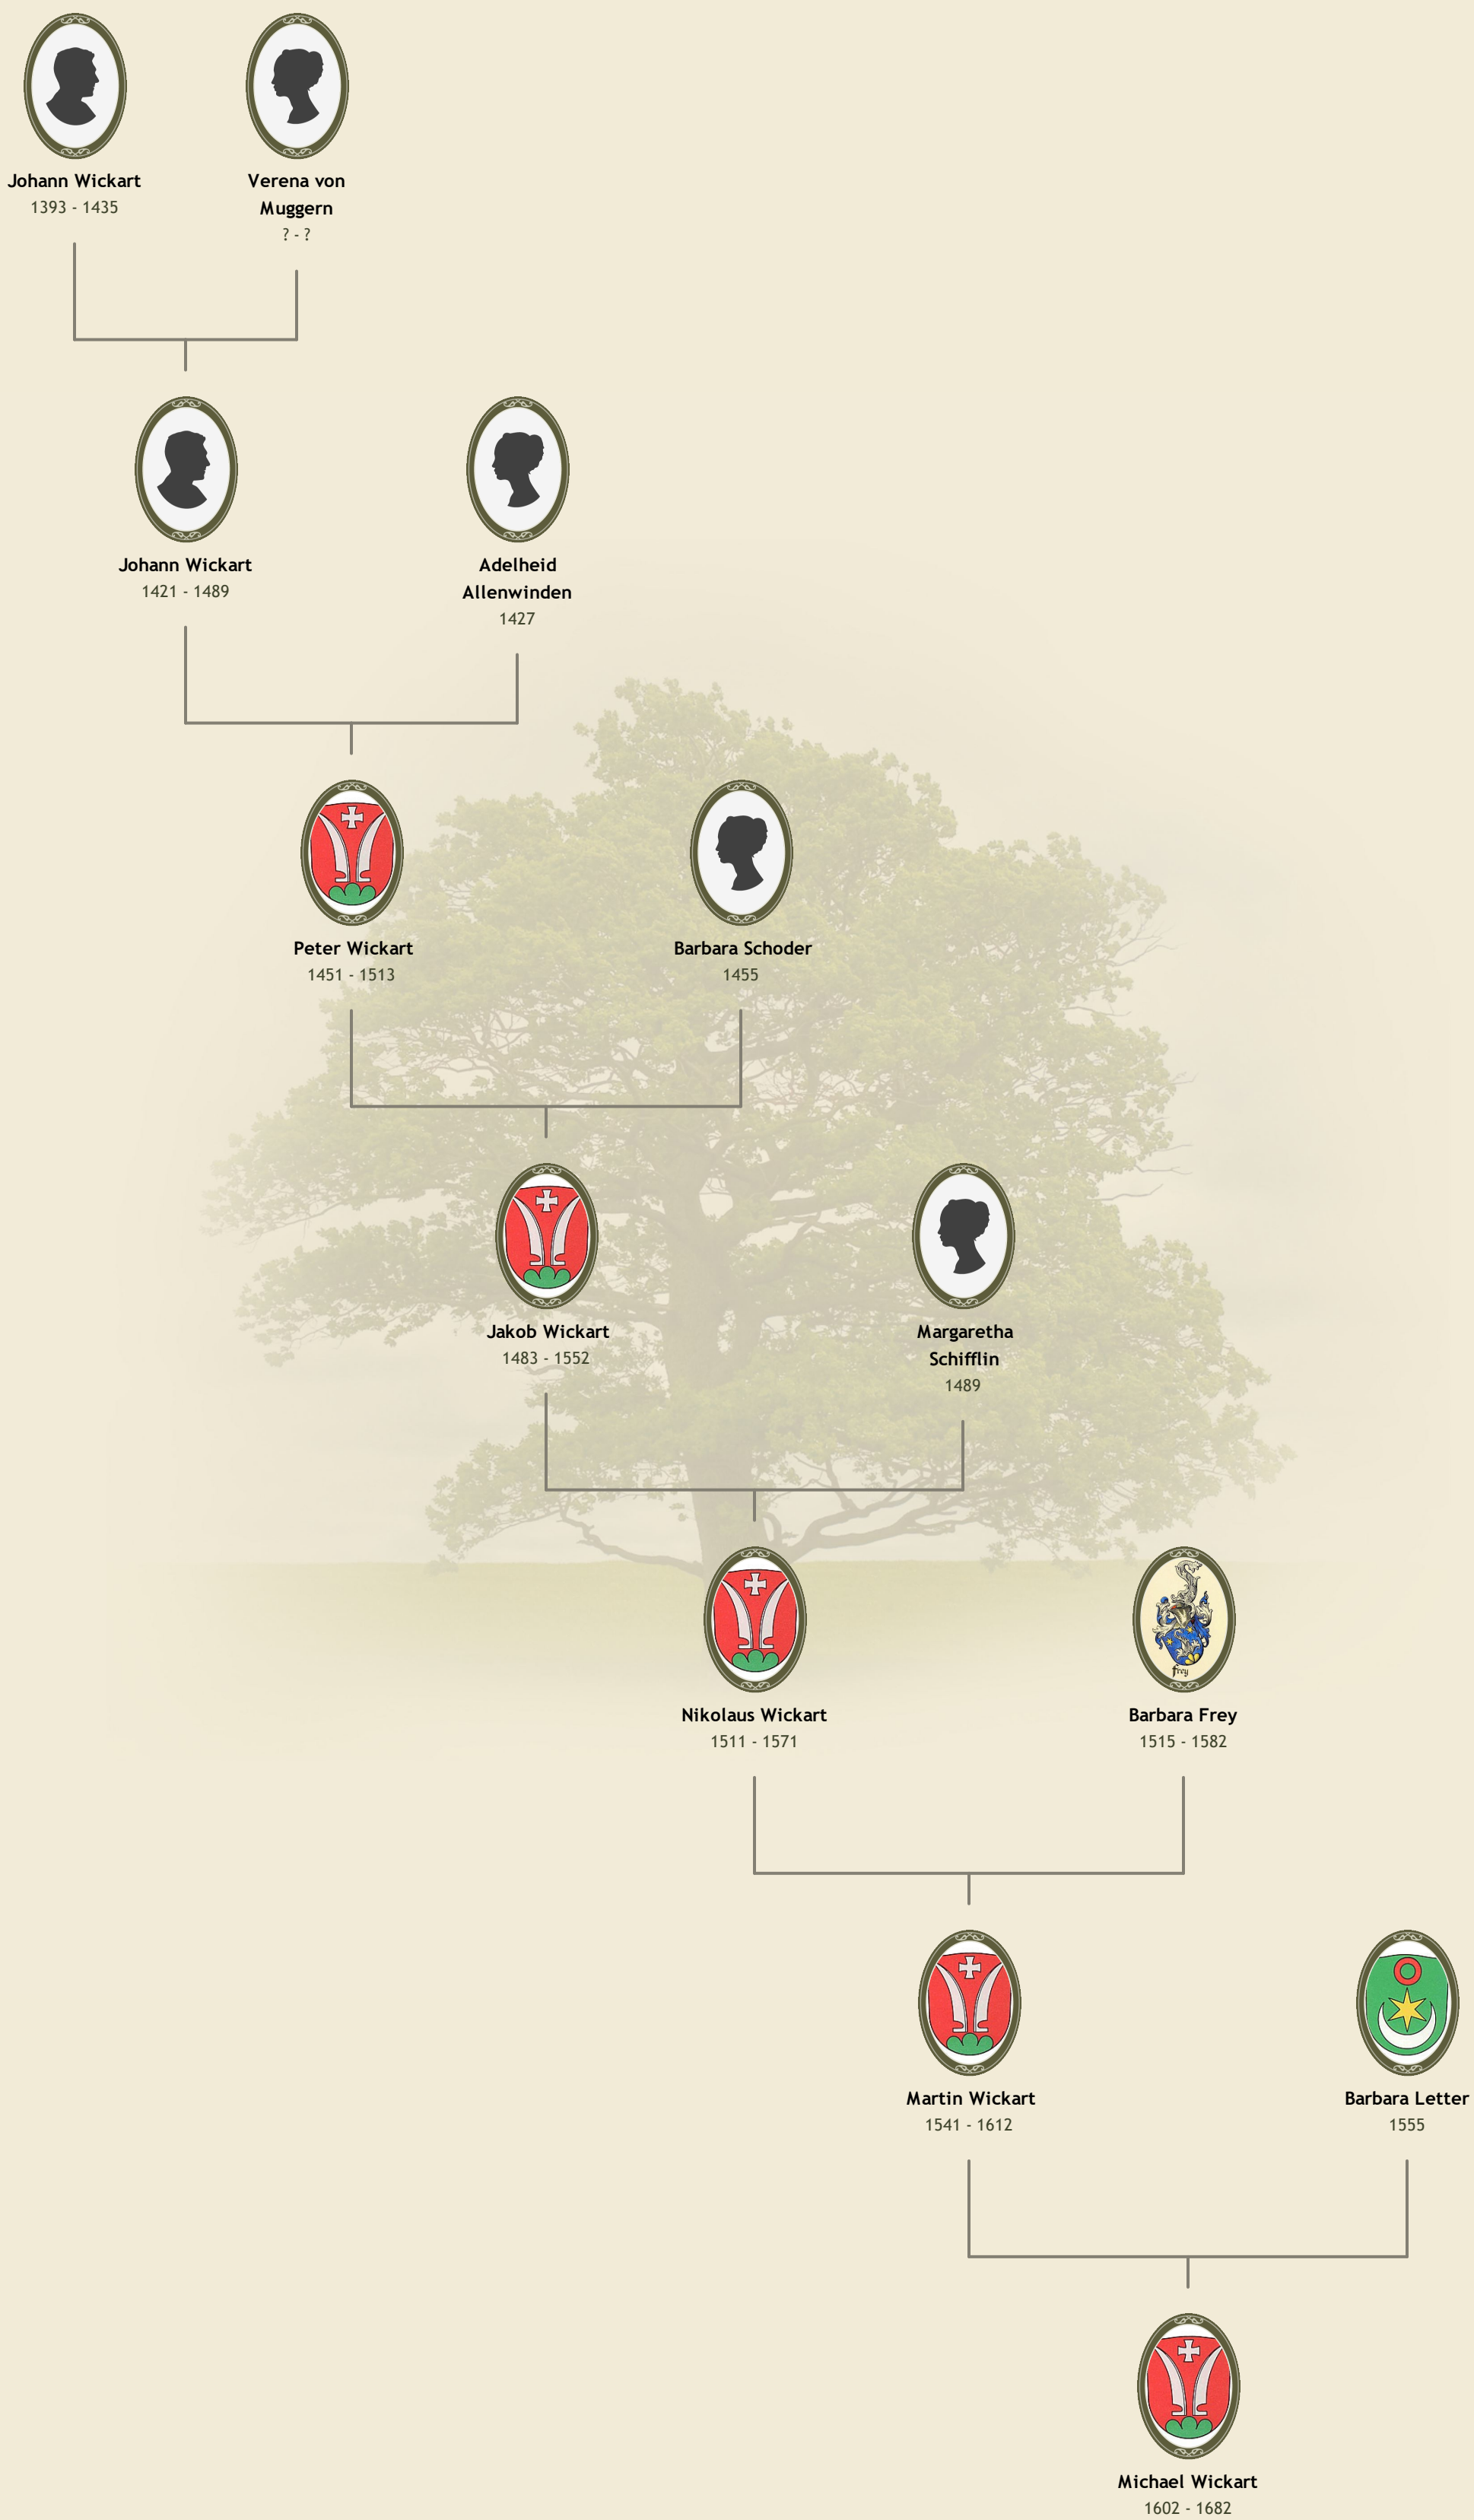 Johann Wickart
1393 - 1435
Verena von
Muggern
? - ?
Johann Wickart
1421 - 1489
Adelheid
Allenwinden
1427
Peter Wickart
1451 - 1513
Barbara Schoder
1455
Jakob Wickart
1483 - 1552
Margaretha
Schifflin
1489
Nikolaus Wickart
1511 - 1571
frey
Barbara Frey
1515 - 1582
Martin Wickart
1541 - 1612
Barbara Letter
1555
Michael Wickart
1602 - 1682